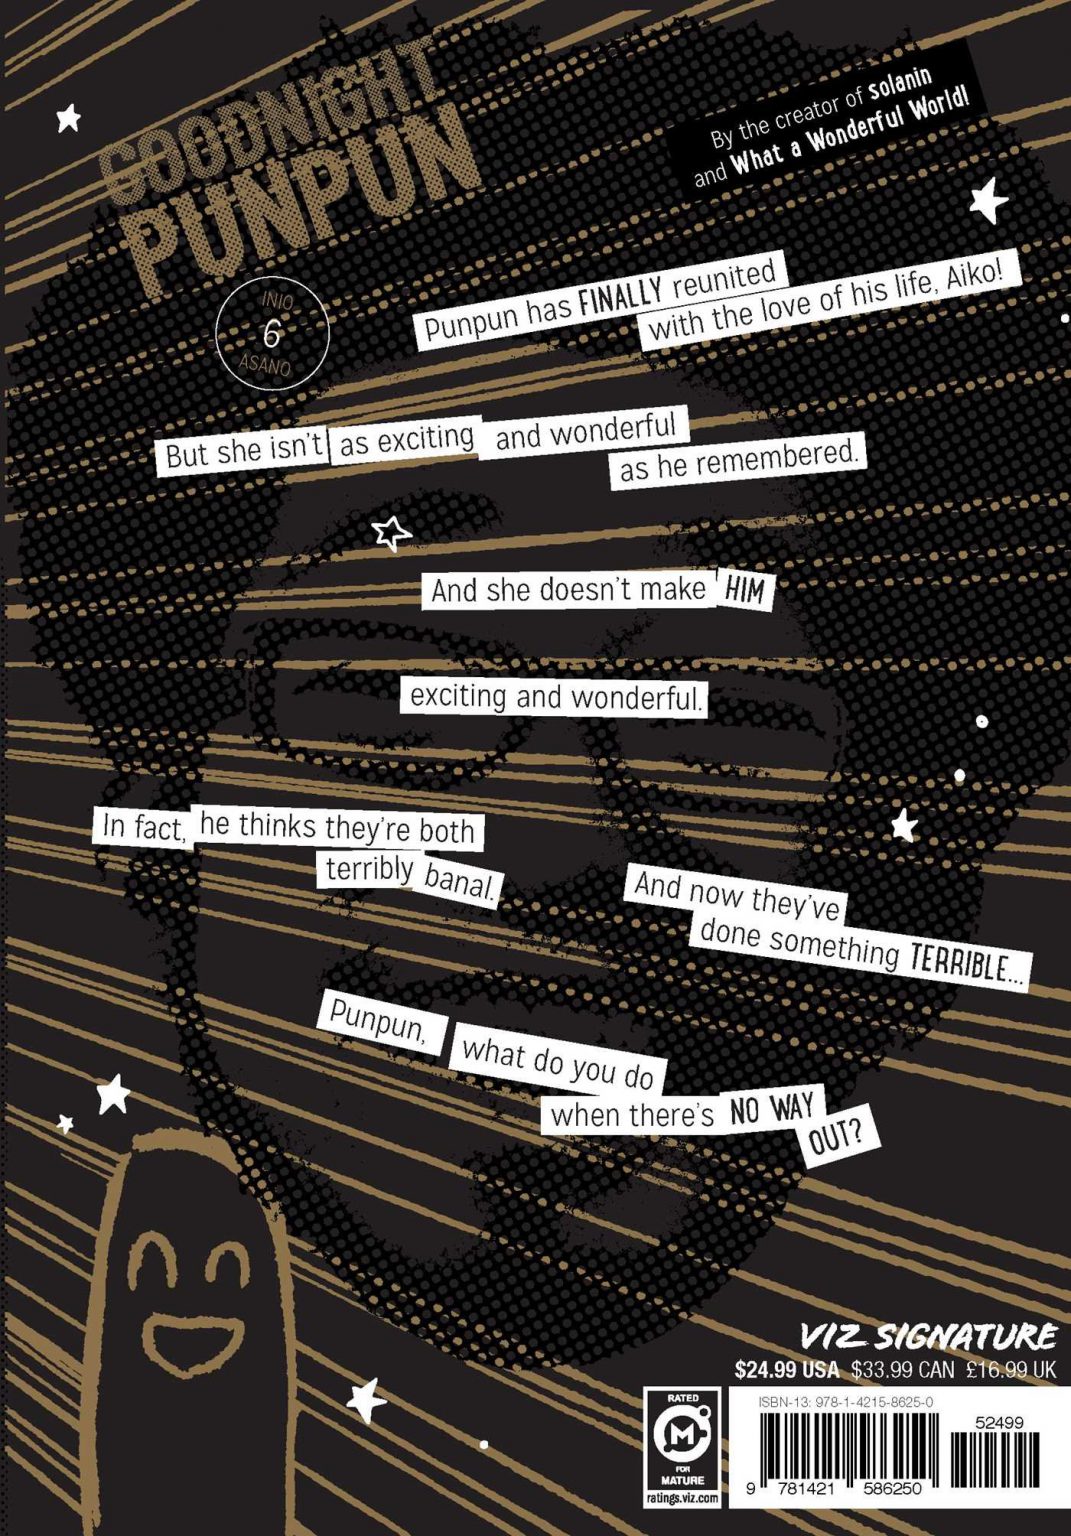 GOODNIGHT
PUNPUN
By the creator of solanin
and What a Wonderful World!
INIO
6
ASANO
Punpun has FINALLY reunited
with the love of his life, Aiko!
But she isn't as exciting and wonderful
as he remembered.
And she doesn't make HIM
exciting and wonderful.
In fact, he thinks they're both
terribly banal.
And now they've
done something TERRIBLE...
Punpun, what do you do
when there's NO WAY
OUT?
VIZ SIGNATURE
$24.99 USA $33.99 CAN £16.99 UK
RATED
M
FOR
MATURE
ratings.viz.com
ISBN-13: 978-1-4215-8625-0
52499
9 781421 586250